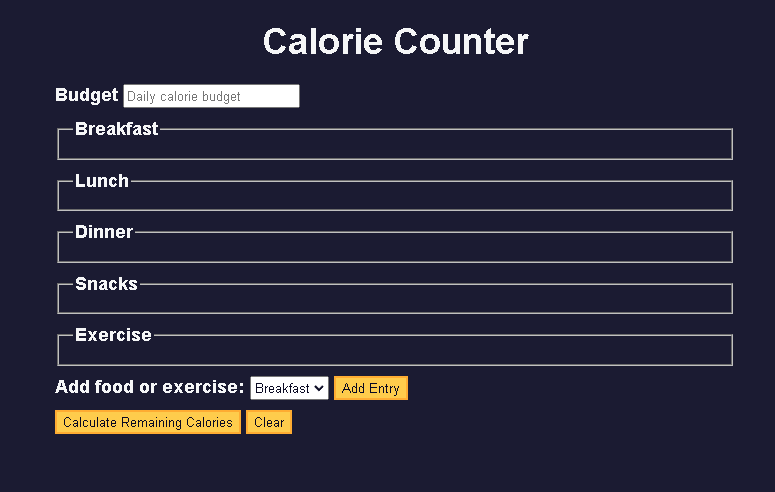 Calorie Counter
Budget Daily calorie budget
Breakfast
Lunch
Dinner
Snacks
Exercise
Add food or exercise: Breakfast Add Entry
Calculate Remaining Calories Clear